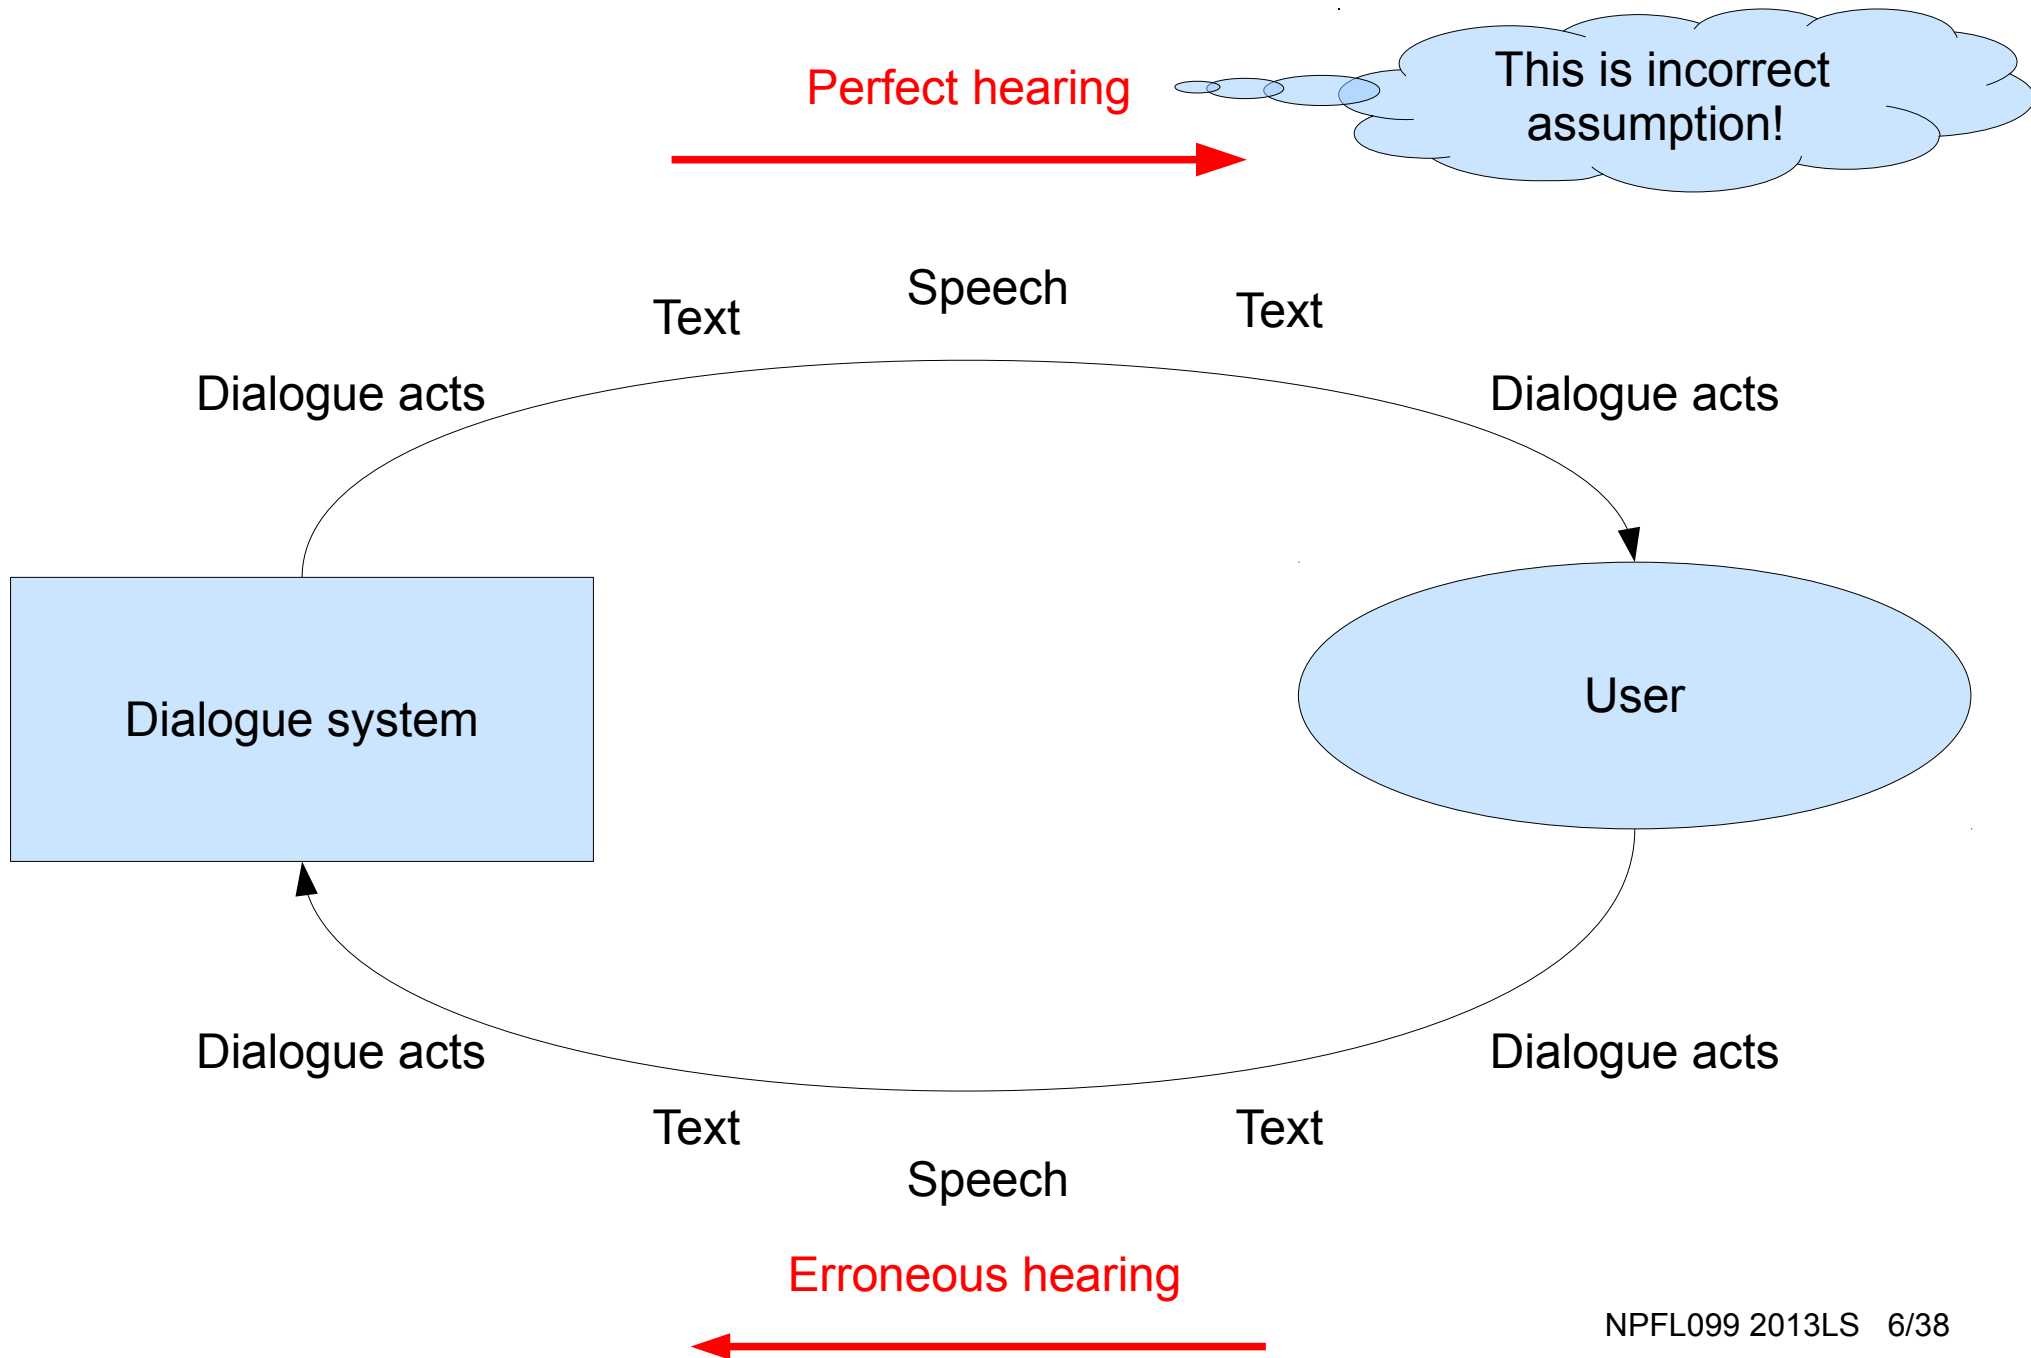 Perfect hearing
This is incorrect
assumption!
Speech
Text
Text
Dialogue acts
Dialogue acts
Dialogue system
User
Dialogue acts
Dialogue acts
Text
Text
Speech
Erroneous hearing
NPFL099 2013LS 6/38